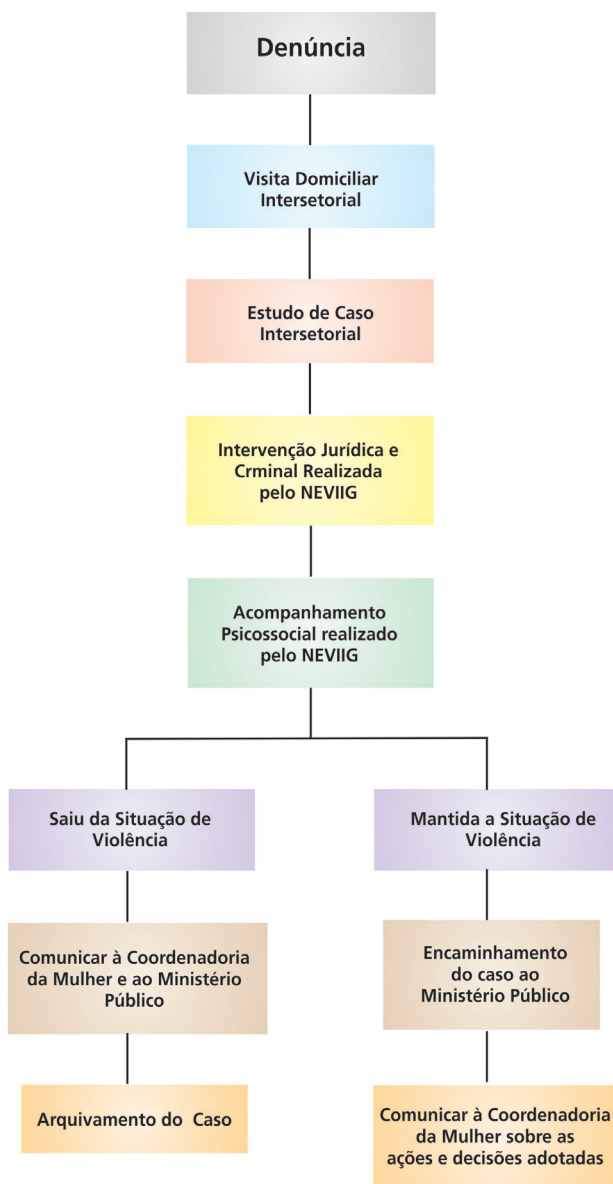 Denúncia
Visita Domiciliar
Intersetorial
Estudo de Caso
Intersetorial
Intervenção Jurídica e
Crminal Realizada
pelo NEVIIG
Acompanhamento
Psicossocial realizado
pelo NEVIIG
Saiu da Situação de
Violência
Comunicar à Coordenadoria
da Mulher e ao Ministério
Público
Arquivamento do Caso
Mantida a Situação de
Violência
Encaminhamento
do caso ao
Ministério Público
Comunicar à Coordenadoria
da Mulher sobre as
ações e decisões adotadas